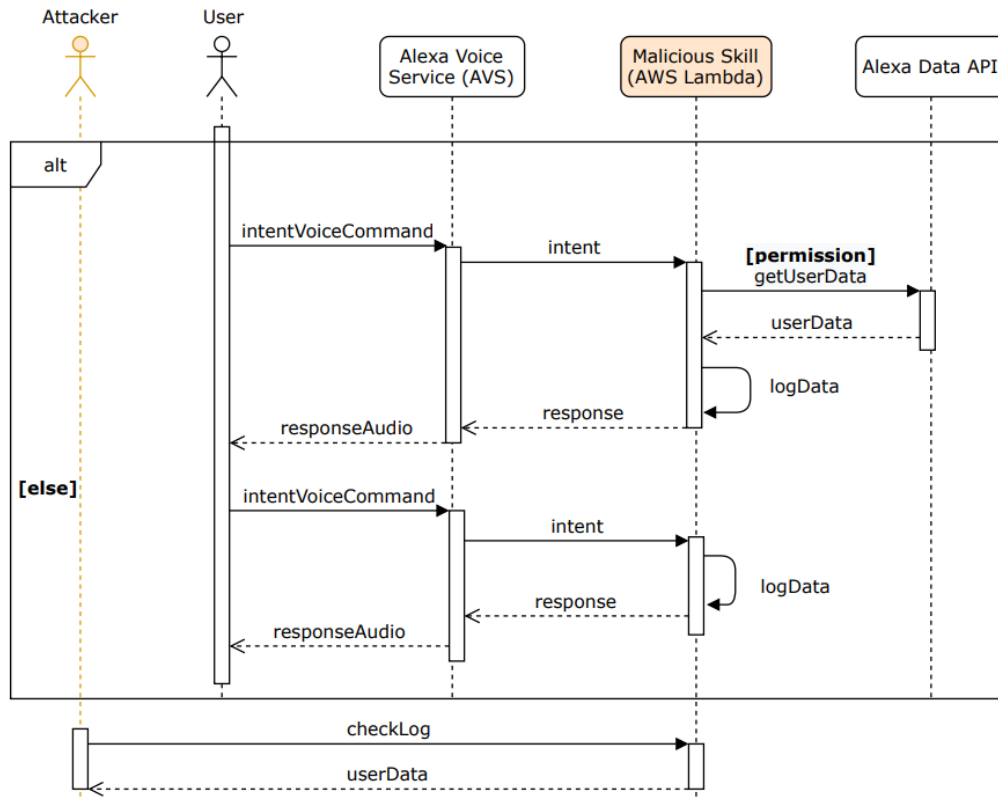 Attacker
User
Alexa Voice
Service (AVS)
Malicious Skill
(AWS Lambda)
Alexa Data API
alt
intentVoiceCommand
intent
[permission]
getUserData
userData
logData
response
responseAudio
[else]
intentVoiceCommand
intent
logData
response
responseAudio
checkLog
userData